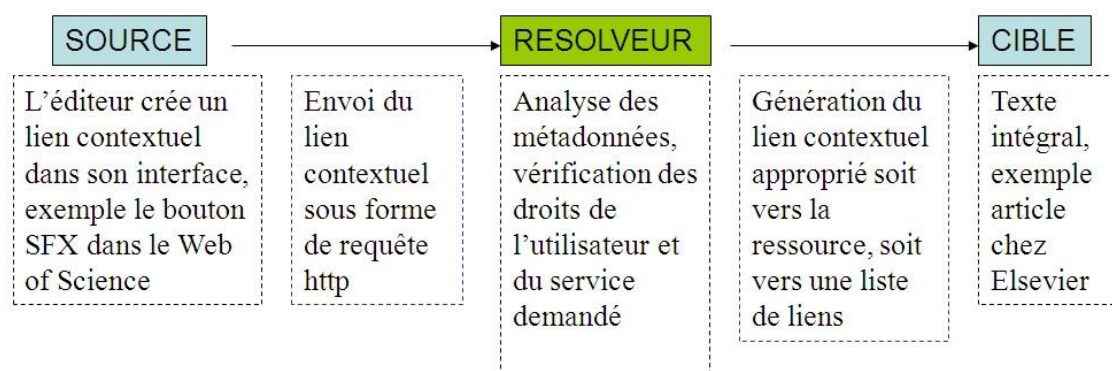 SOURCE
RESOLVEUR
CIBLE
L’éditeur crée un
lien contextuel
dans son interface,
exemple le bouton
SFX dans le Web
of Science
Envoi du
lien
contextuel
sous forme
de requête
http
Analyse des
métadonnées,
vérification des
droits de
l’utilisateur et
du service
demandé
Génération du
lien contextuel
approprié soit
vers la
ressource, soit
vers une liste
de liens
Texte
intégral,
exemple
article
chez
Elsevier